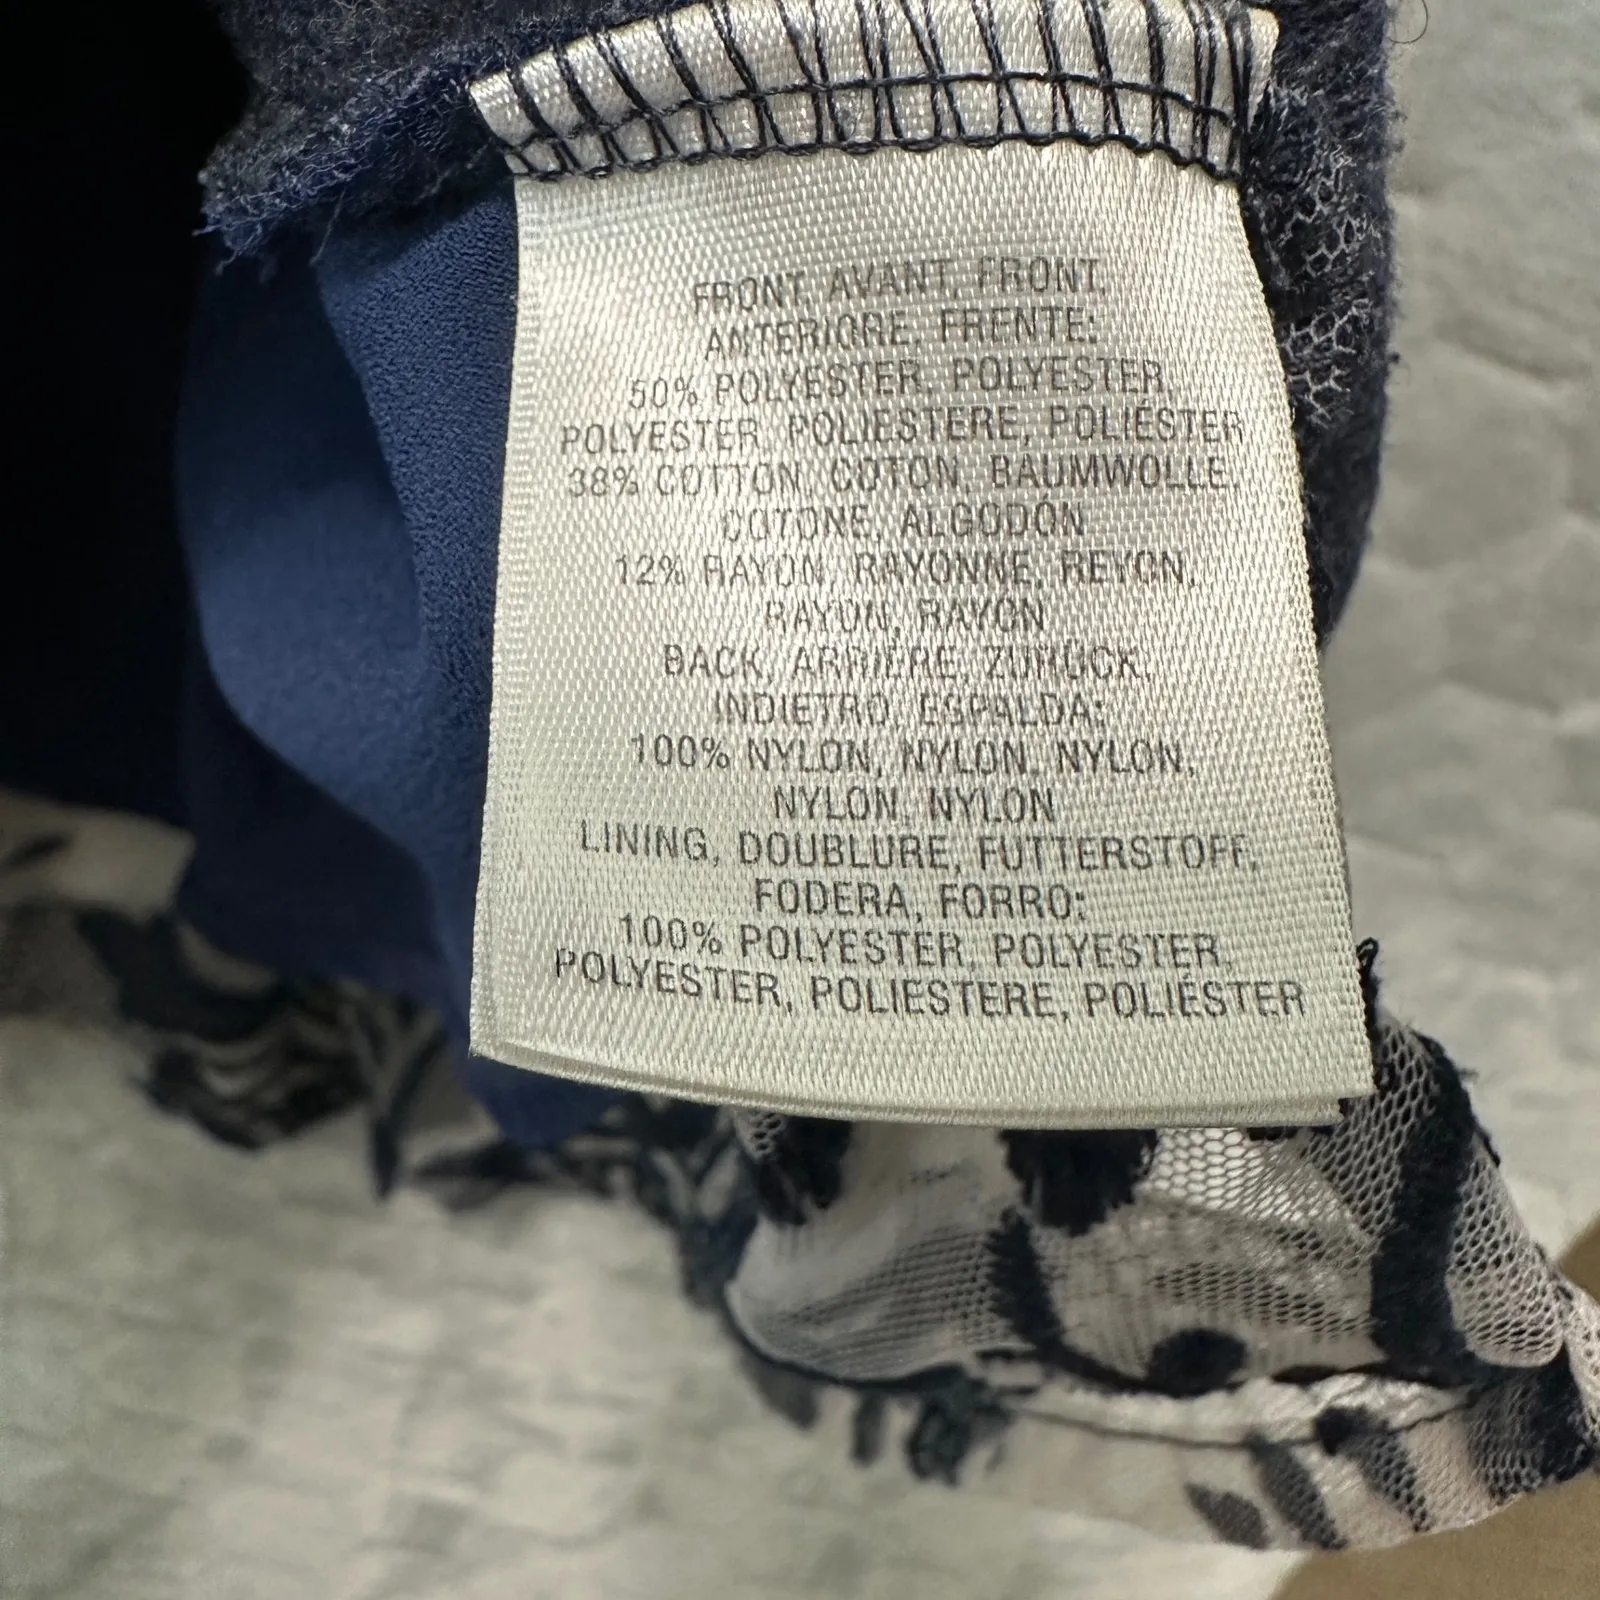 FRONT, AVANT, FRONT,
ANTERIORE, FRENTE:
50% POLYESTER, POLYESTER,
POLYESTER, POLIESTERE, POLIÉSTER
38% COTTON, COTON, BAUMWOLLE,
COTONE, ALGODÓN
12% RAYON, RAYONNE, REYON,
RAYON, RAYON
BACK, ARRIÈRE, ZURÜCK,
INDIETRO, ESPALDA:
100% NYLON, NYLON, NYLON,
NYLON, NYLON
LINING, DOUBLURE, FUTTERSTOFF,
FODERA, FORRO:
100% POLYESTER, POLYESTER,
POLYESTER, POLIESTERE, POLIÉSTER